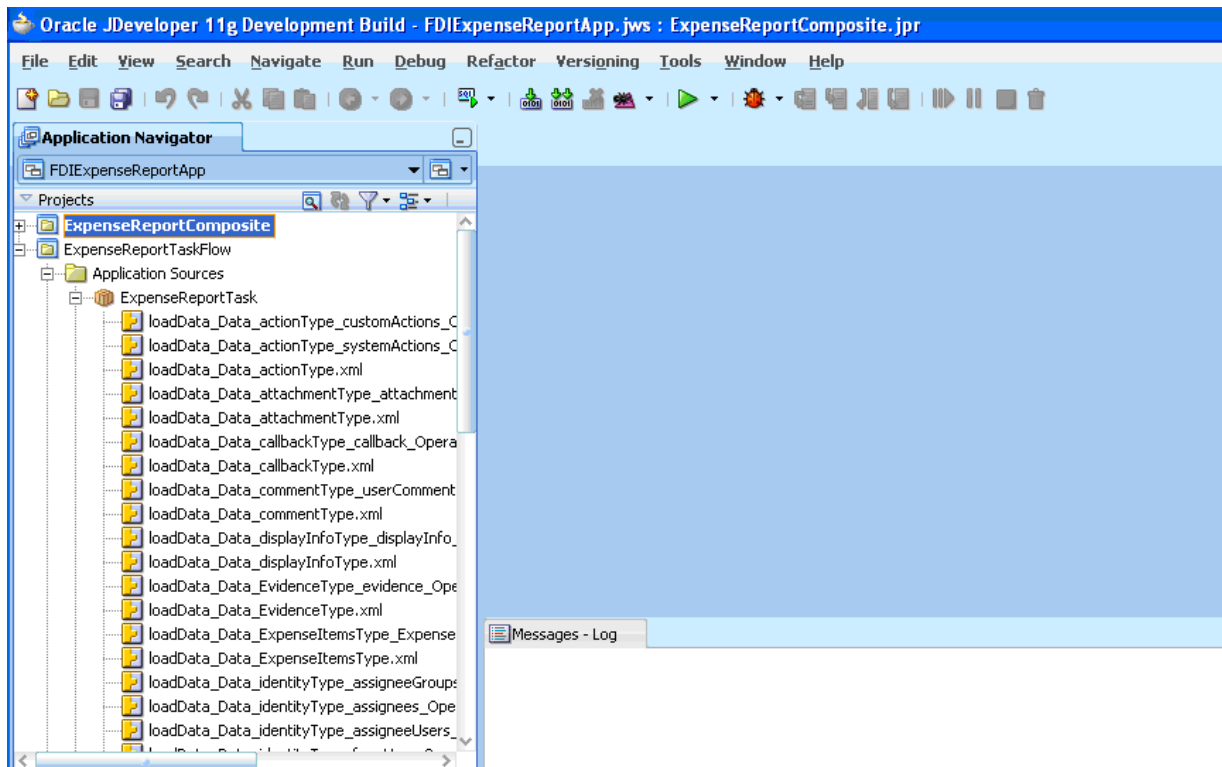 Oracle JDeveloper 11g Development Build - FDIExpenseReportApp.jws : ExpenseReportComposite.jpr
File Edit View Search Navigate Run Debug Refactor Versioning Tools Window Help
Application Navigator
FDIExpenseReportApp
Projects
ExpenseReportComposite
ExpenseReportTaskFlow
Application Sources
ExpenseReportTask
loadData_Data_actionType_customActions_
loadData_Data_actionType_systemActions_
loadData_Data_actionType.xml
loadData_Data_attachmentType_attachment
loadData_Data_attachmentType.xml
loadData_Data_callbackType_callback_Opera
loadData_Data_callbackType.xml
loadData_Data_commentType_userComment
loadData_Data_commentType.xml
loadData_Data_displayInfoType_displayInfo_
loadData_Data_displayInfoType.xml
loadData_Data_EvidenceType_evidence_Ope
loadData_Data_EvidenceType.xml
loadData_Data_ExpenseItemsType_Expense
loadData_Data_ExpenseItemsType.xml
loadData_Data_identityType_assigneeGroups
loadData_Data_identityType_assignees_Ope
loadData_Data_identityType_assigneeUsers_
Messages - Log